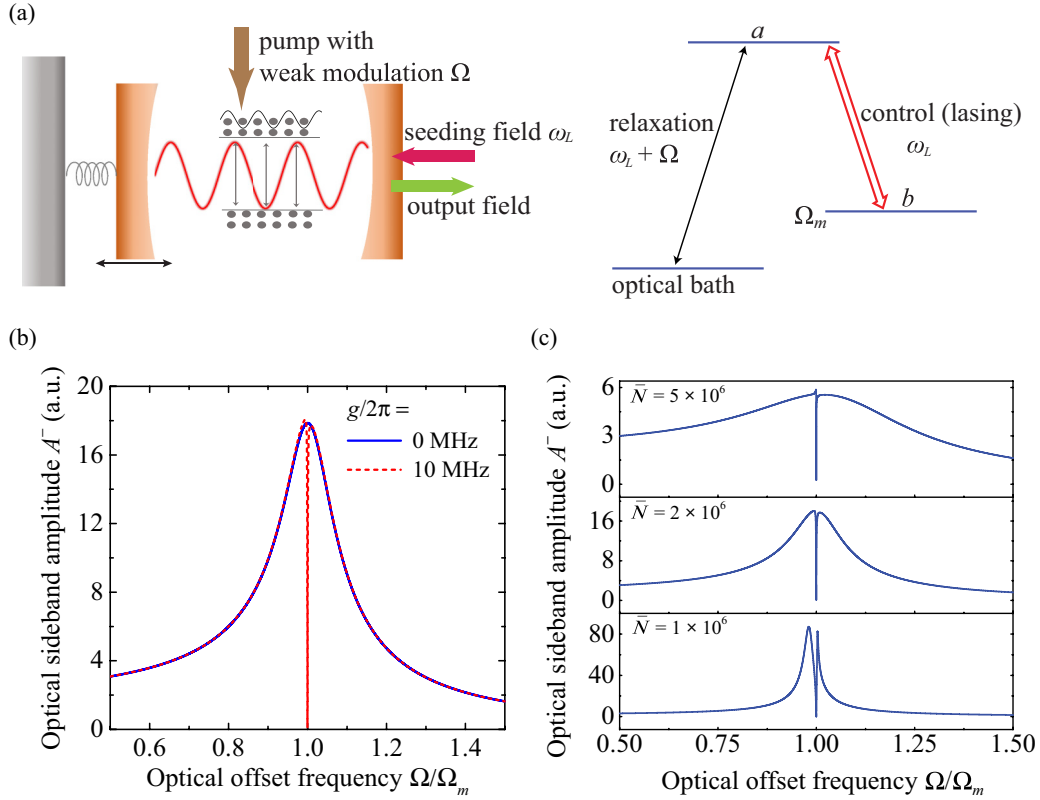 (a)
pump with
weak modulation Ω
seeding field ω_L
output field
a
relaxation
ω_L + Ω
control (lasing)
ω_L
b
Ω_m
optical bath
(b)
Optical sideband amplitude A⁻ (a.u.)
20
16
12
8
4
0
g/2π =
0 MHz
10 MHz
0.6 0.8 1.0 1.2 1.4
Optical offset frequency Ω/Ω_m
(c)
Optical sideband amplitude A⁻ (a.u.)
N̄ = 5 × 10⁶
6
3
0
N̄ = 2 × 10⁶
16
8
0
N̄ = 1 × 10⁶
80
40
0
0.50 0.75 1.00 1.25 1.50
Optical offset frequency Ω/Ω_m